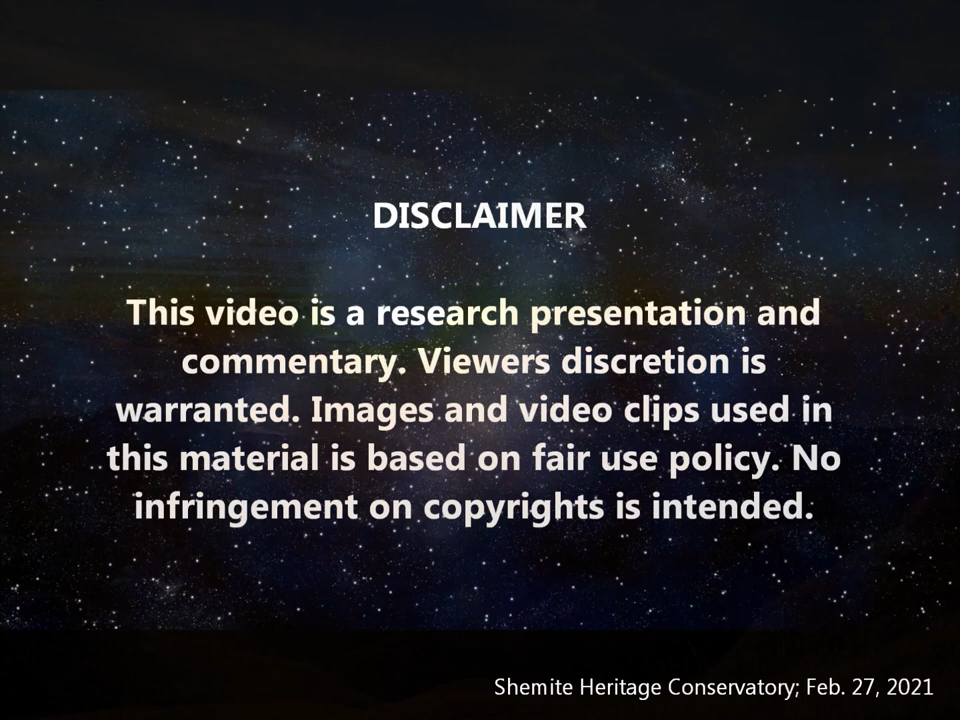 DISCLAIMER
This video is a research presentation and
commentary. Viewers discretion is
warranted. Images and video clips used in
this material is based on fair use policy. No
infringement on copyrights is intended.
Shemite Heritage Conservatory; Feb. 27, 2021